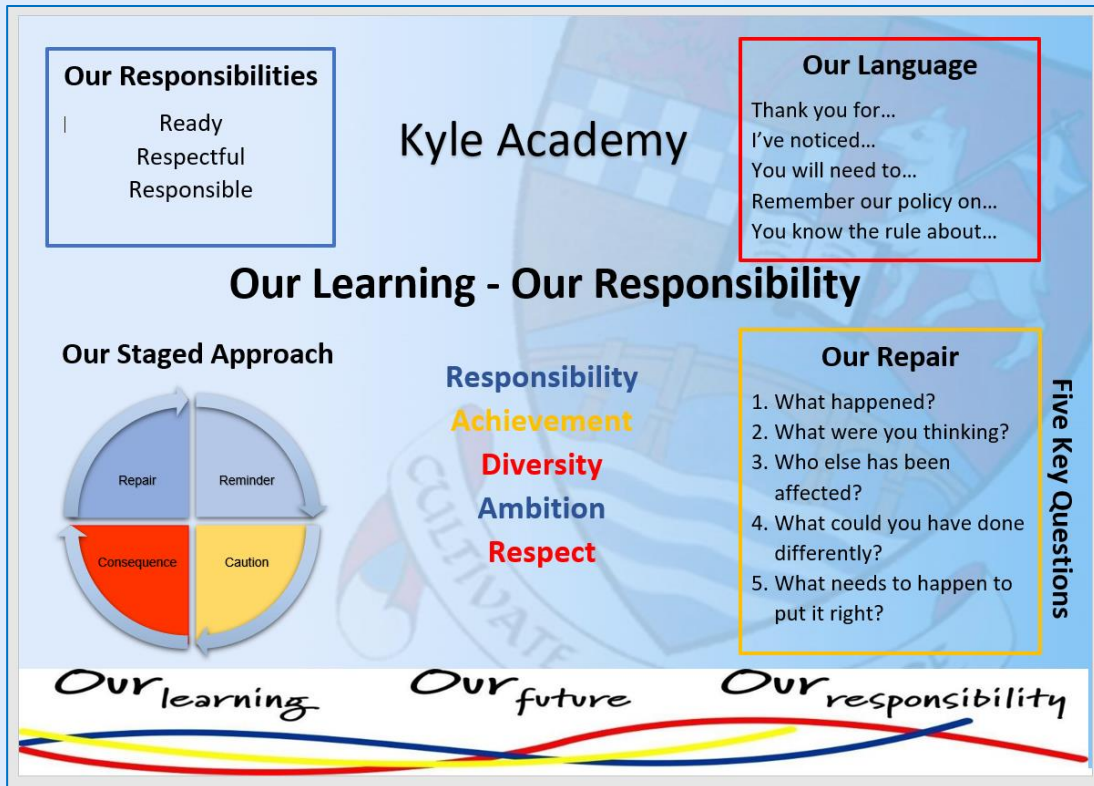 Our Responsibilities
Ready
Respectful
Responsible
Kyle Academy
Our Language
Thank you for...
I've noticed...
You will need to...
Remember our policy on...
You know the rule about...
Our Learning - Our Responsibility
Our Staged Approach
Repair
Reminder
Consequence
Caution
Responsibility
Achievement
Diversity
Ambition
Respect
Our Repair
1. What happened?
2. What were you thinking?
3. Who else has been
affected?
4. What could you have done
differently?
5. What needs to happen to
put it right?
Five Key Questions
CULTIVATE
Our learning
Our future
Our responsibility